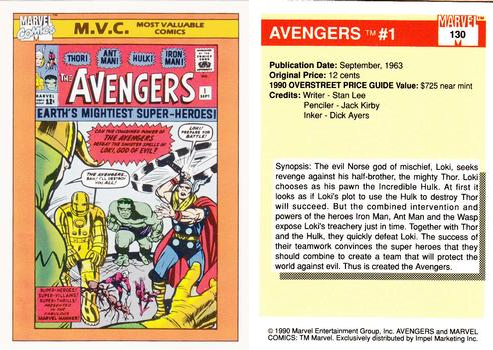 MARVEL
COMICS
M.V.C. MOST VALUABLE
COMICS
THOR! ANT MAN! HULK! IRON MAN!
THE AVENGERS
MARVEL
12¢
1
SEPT.
EARTH'S MIGHTIEST SUPER-HEROES!
CAN THE COMBINED POWER OF
THE AVENGERS
DEFEAT THE SINISTER SPELLS OF
LOKI, GOD OF EVIL?
LOKI!
PREPARE FOR
BATTLE!
THE AVENGERS,
BAH! I'LL DESTROY
YOU ALL!
SUPER-HEROES!
SUPER-VILLAINS!
SUPER-THRILLS!
PRESENTED
IN THE
FABULOUS
MARVEL MANNER!
AVENGERS ™ #1
MARVEL™
130
Publication Date: September, 1963
Original Price: 12 cents
1990 OVERSTREET PRICE GUIDE Value: $725 near mint
Credits: Writer - Stan Lee
Penciler - Jack Kirby
Inker - Dick Ayers
Synopsis: The evil Norse god of mischief, Loki, seeks
revenge against his half-brother, the mighty Thor. Loki
chooses as his pawn the Incredible Hulk. At first it
looks as if Loki's plot to use the Hulk to destroy Thor
will succeed. But the combined intervention and
powers of the heroes Iron Man, Ant Man and the Wasp
expose Loki's treachery just in time. Together with Thor
and the Hulk, they quickly defeat Loki. The success of
their teamwork convinces the super heroes that they
should combine to create a team that will protect the
world against evil. Thus is created the Avengers.
© 1990 Marvel Entertainment Group, Inc. AVENGERS and MARVEL
COMICS: TM Marvel. Exclusively distributed by Impel Marketing Inc.